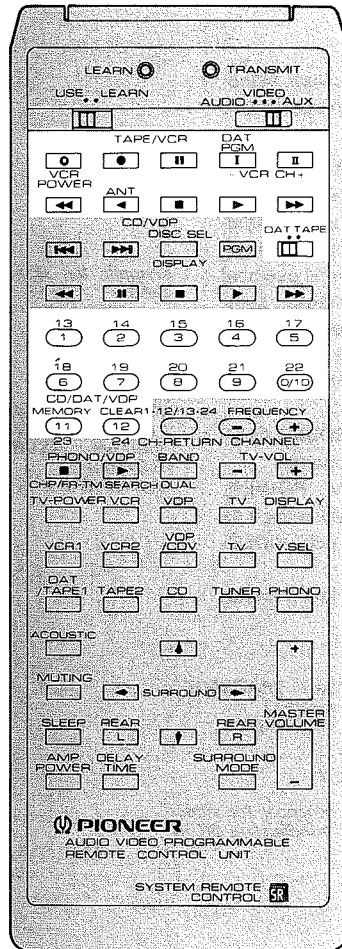 LEARN TRANSMIT
USE LEARN VIDEO
AUDIO AUX
TAPE/VCR DAT
PGM
I II
VCR - VCR CH +
POWER
ANT
CD/VDP
DISC SEL DAT TAPE
PGM
DISPLAY
13 14 15 16 17
1 2 3 4 5
18 19 20 21 22
6 7 8 9 0/10
CD/DAT/VDP
MEMORY CLEAR 1-12/13-24 FREQUENCY
11 12 - +
23 24 CH-RETURN CHANNEL
PHONO/VDP BAND TV-VOL
- +
CHP/FR-TM SEARCH DUAL
TV-POWER VCR VDP TV DISPLAY
VCR1 VCR2 VDP/CDV TV V.SEL
DAT/TAPE1 TAPE2 CD TUNER PHONO
ACOUSTIC +
MUTING SURROUND
MASTER
VOLUME
SLEEP REAR REAR
L R
AMP DELAY SURROUND
POWER TIME MODE -
PIONEER
AUDIO VIDEO PROGRAMMABLE
REMOTE CONTROL UNIT
SYSTEM REMOTE
CONTROL SR